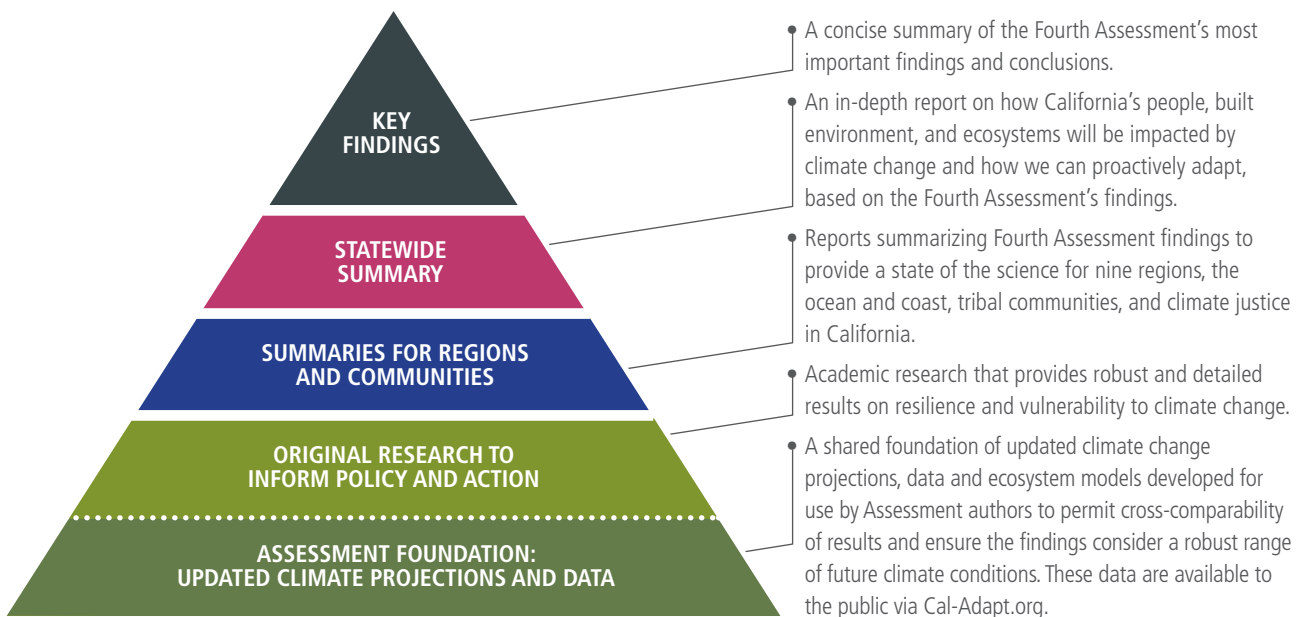 KEY
FINDINGS
A concise summary of the Fourth Assessment’s most
important findings and conclusions.
STATEWIDE
SUMMARY
An in-depth report on how California’s people, built
environment, and ecosystems will be impacted by
climate change and how we can proactively adapt,
based on the Fourth Assessment’s findings.
SUMMARIES FOR REGIONS
AND COMMUNITIES
Reports summarizing Fourth Assessment findings to
provide a state of the science for nine regions, the
ocean and coast, tribal communities, and climate justice
in California.
ORIGINAL RESEARCH TO
INFORM POLICY AND ACTION
Academic research that provides robust and detailed
results on resilience and vulnerability to climate change.
ASSESSMENT FOUNDATION:
UPDATED CLIMATE PROJECTIONS AND DATA
A shared foundation of updated climate change
projections, data and ecosystem models developed for
use by Assessment authors to permit cross-comparability
of results and ensure the findings consider a robust range
of future climate conditions. These data are available to
the public via Cal-Adapt.org.